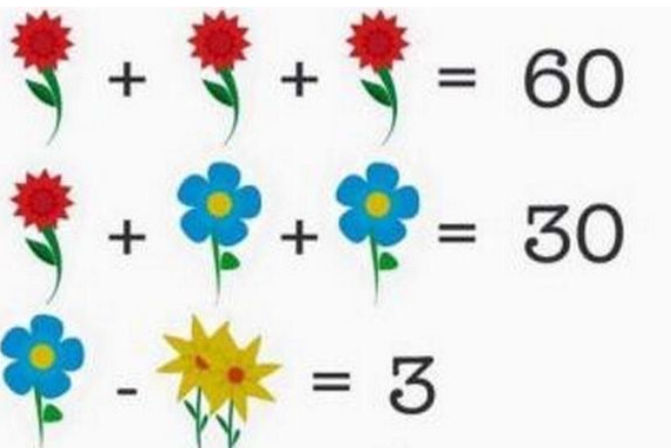 + + = 60
+ + = 30
- = 3